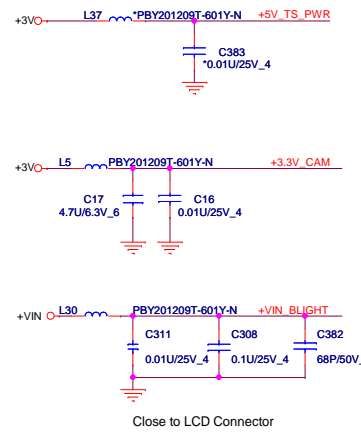 L37 *PBY201209T-601Y-N +5V_TS_PWR
+3V
C383
*0.01U/25V_4
L5 PBY201209T-601Y-N +3.3V_CAM
+3V
C17 C16
4.7U/6.3V_6 0.01U/25V_4
L30 PBY201209T-601Y-N +VIN_BLIGHT
+VIN
C311 C308 C382
0.01U/25V_4 0.1U/25V_4 68P/50V_
Close to LCD Connector